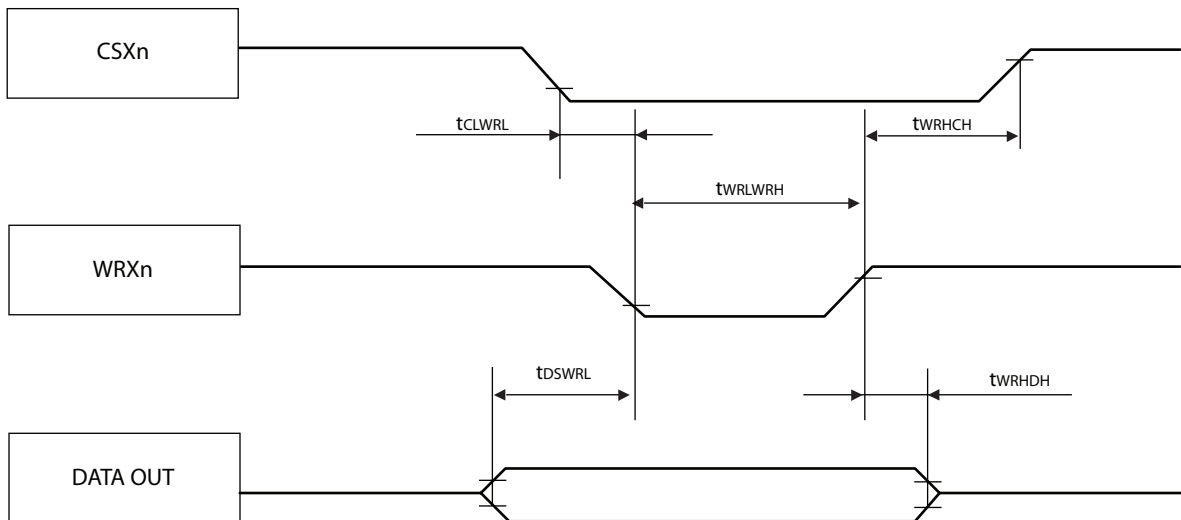 CSXn
tCLWRL
tWRHCH
tWRLWRH
WRXn
tDSWRL
tWRHDH
DATA OUT